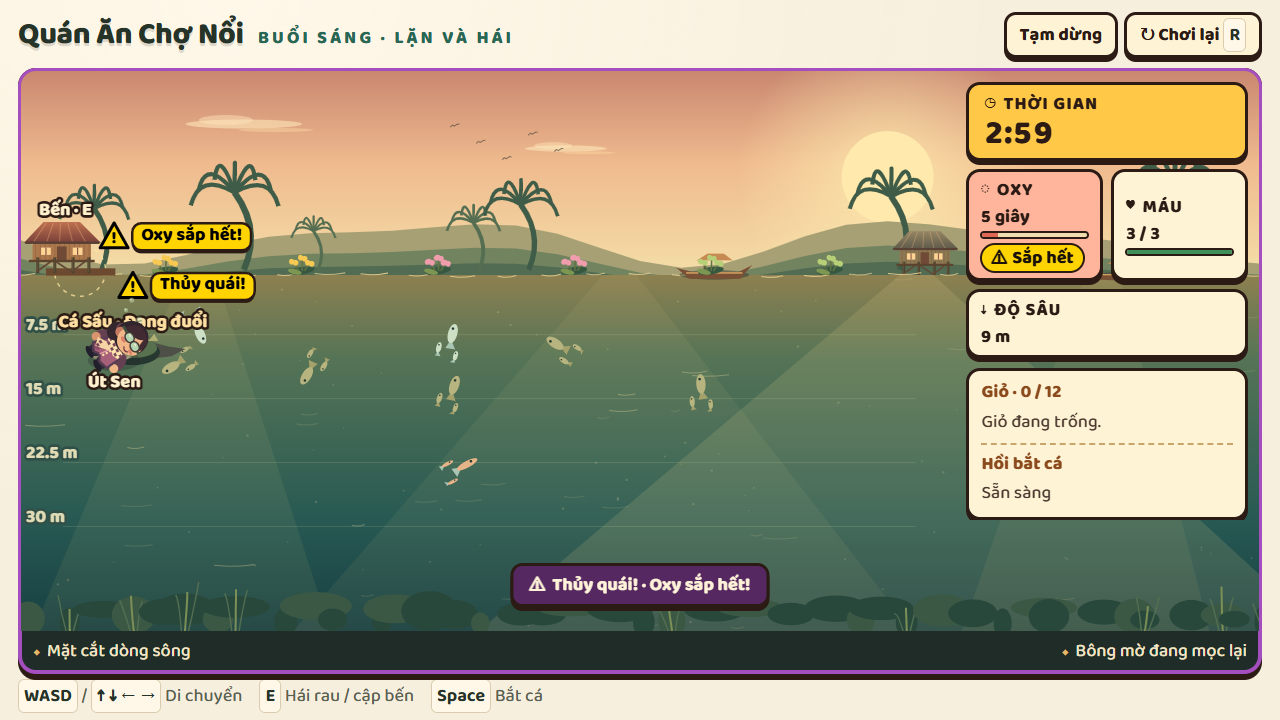 Quán Ăn Chợ Nổi BUỔI SÁNG · LẶN VÀ HÁI
Tạm dừng
↻ Chơi lại R
THỜI GIAN
2:59
OXY
5 giây
⚠ Sắp hết
MÁU
3 / 3
↓ ĐỘ SÂU
9 m
Giỏ · 0 / 12
Giỏ đang trống.
Hồi bắt cá
Sẵn sàng
Bến · E
Oxy sắp hết!
Thủy quái!
7.5 m
Cá Sấu · Đang đuổi
Út Sen
15 m
22.5 m
30 m
⚠ Thủy quái! · Oxy sắp hết!
Mặt cắt dòng sông
Bông mờ đang mọc lại
WASD / ↑↓← → Di chuyển E Hái rau / cập bến Space Bắt cá